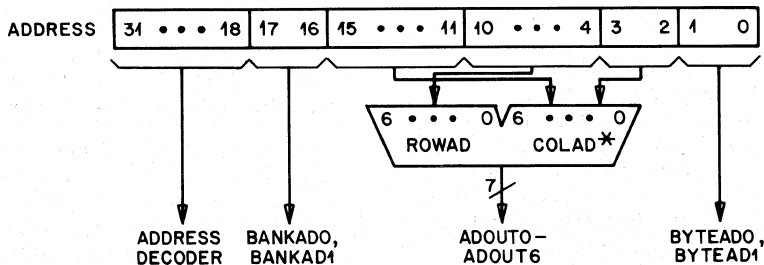 ADDRESS 31 ••• 18 17 16 15 ••• 11 10 ••• 4 3 2 1 0
6 ••• 0 6 ••• 0
ROWAD COLAD*
7
ADDRESS DECODER
BANKAD0, BANKAD1
ADOUT0– ADOUT6
BYTEAD0, BYTEAD1